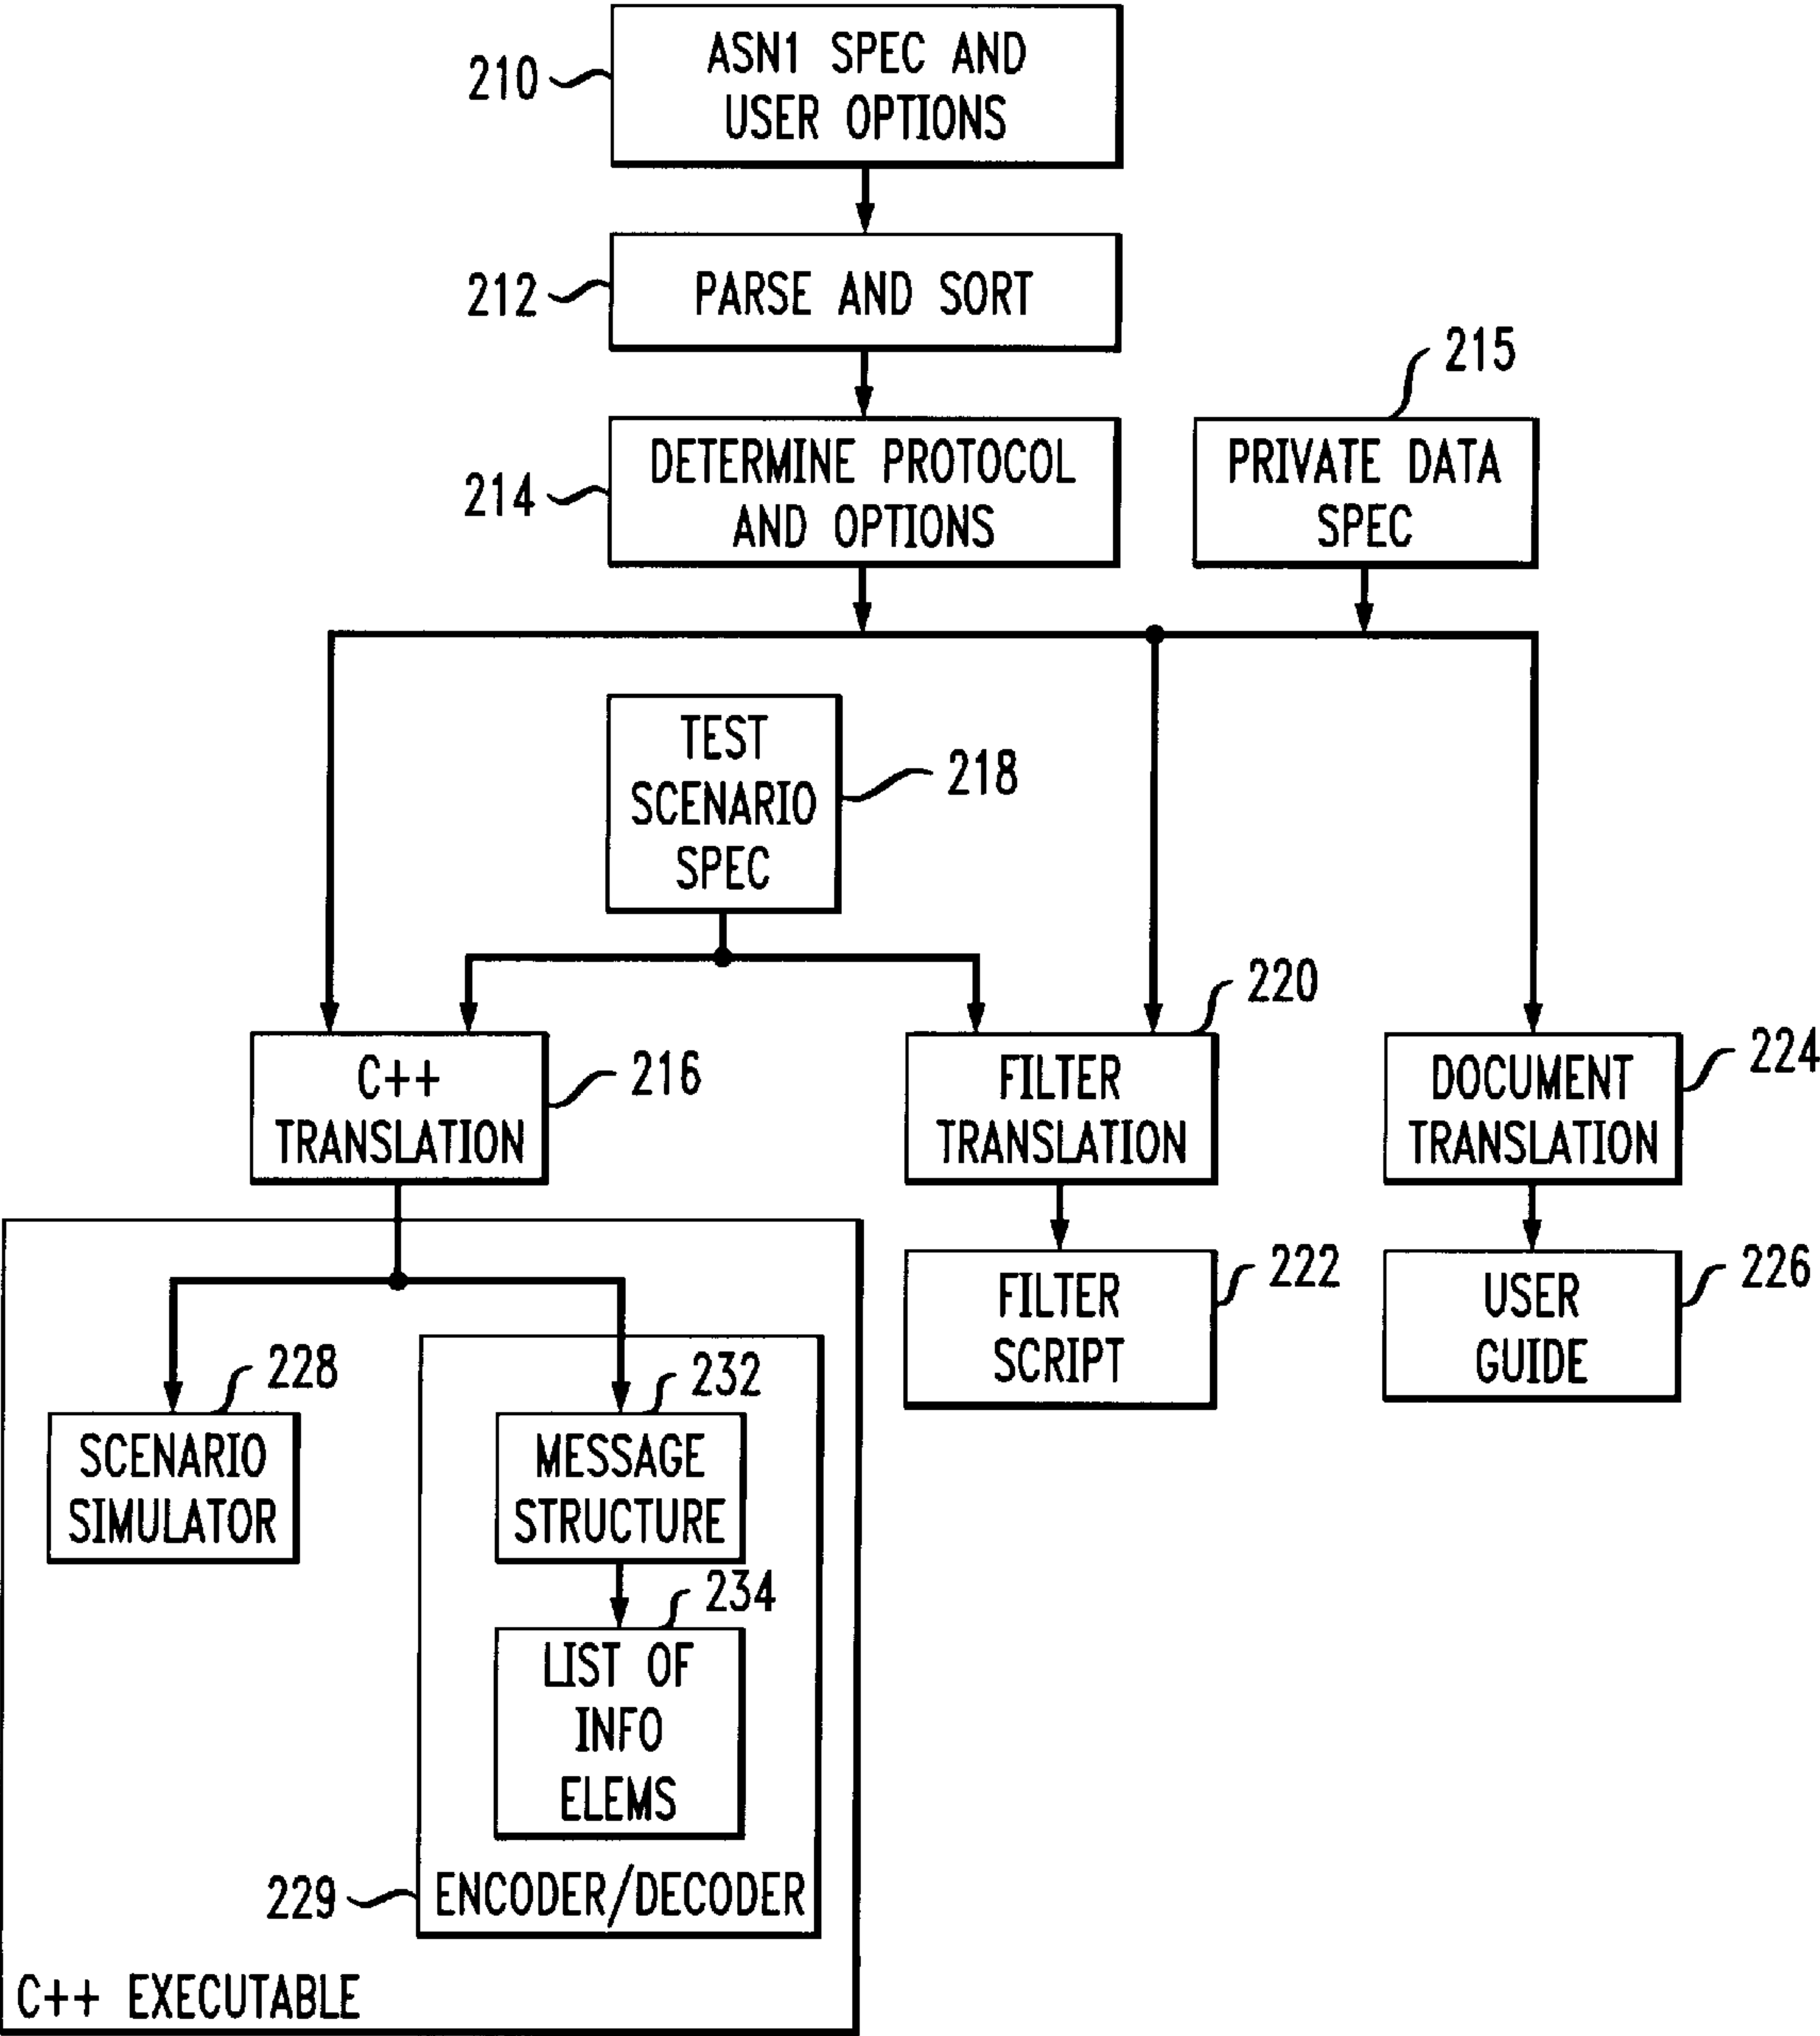 210
ASN1 SPEC AND
USER OPTIONS
212
PARSE AND SORT
215
214
DETERMINE PROTOCOL
AND OPTIONS
PRIVATE DATA
SPEC
TEST
SCENARIO
SPEC
218
220
C++
TRANSLATION
216
FILTER
TRANSLATION
DOCUMENT
TRANSLATION
224
FILTER
SCRIPT
222
USER
GUIDE
226
228
SCENARIO
SIMULATOR
232
MESSAGE
STRUCTURE
234
LIST OF
INFO
ELEMS
229
ENCODER/DECODER
C++ EXECUTABLE